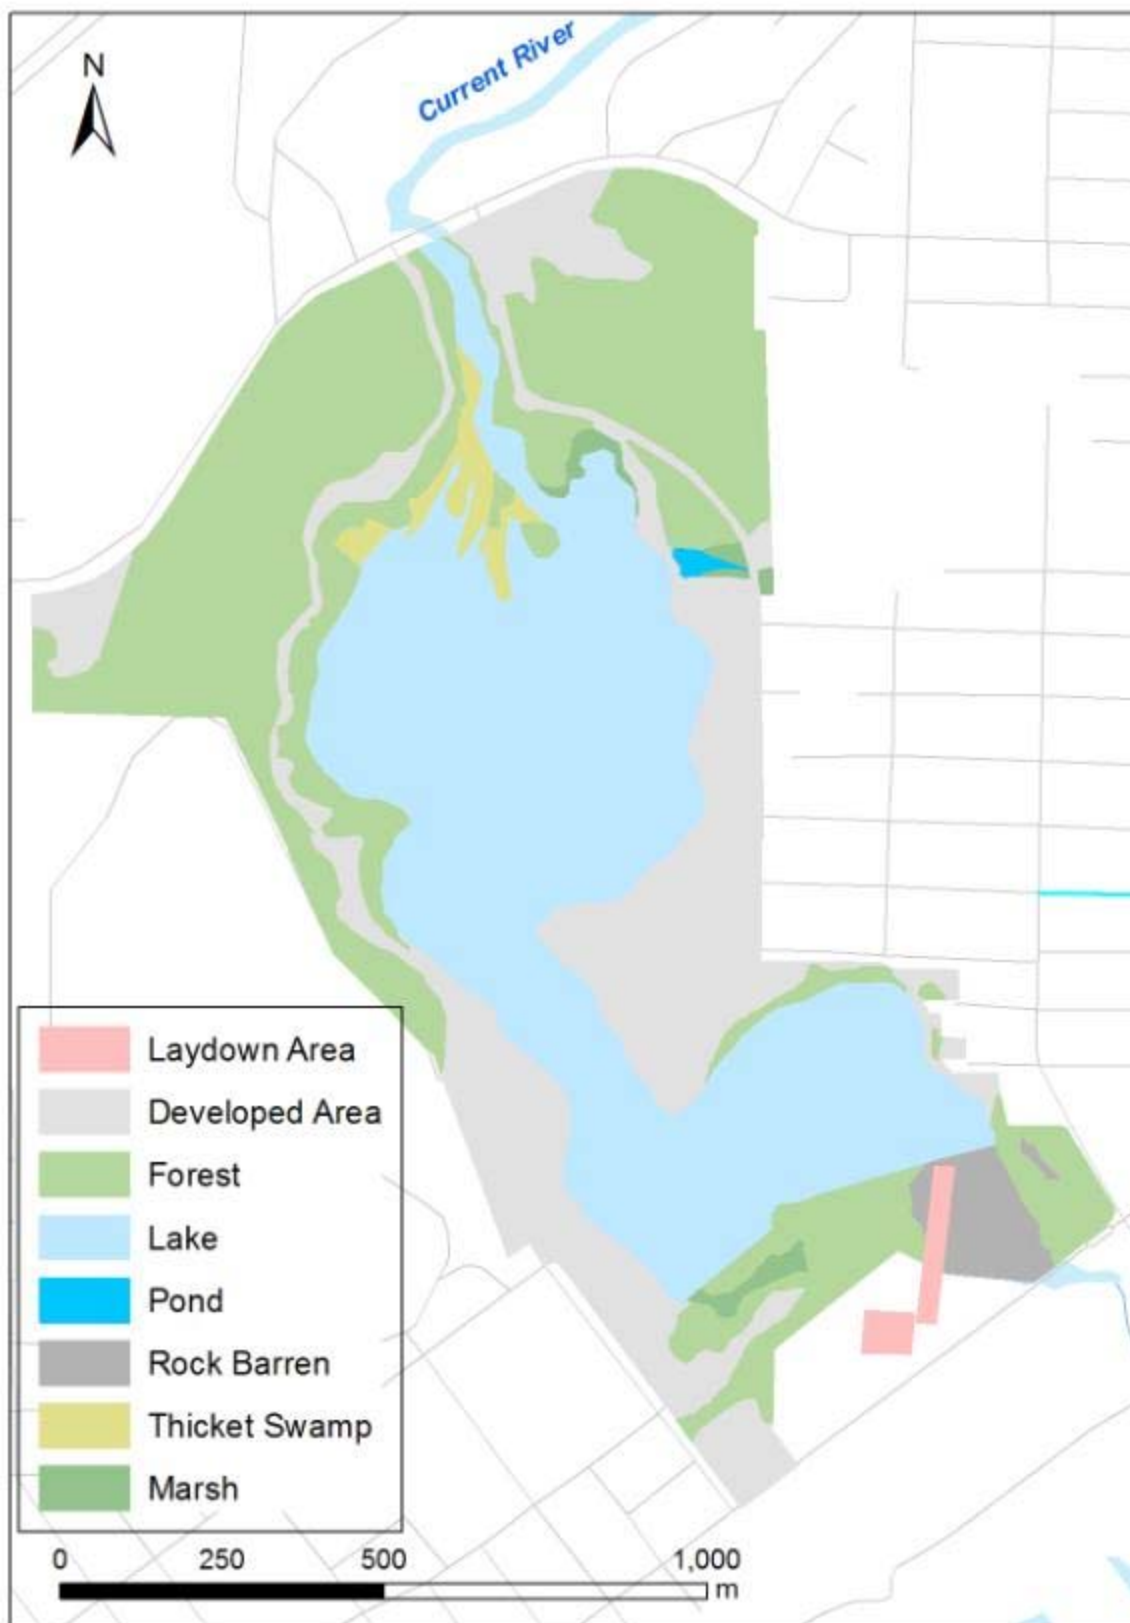 Current River
N
Laydown Area
Developed Area
Forest
Lake
Pond
Rock Barren
Thicket Swamp
Marsh
0 250 500 1,000
m